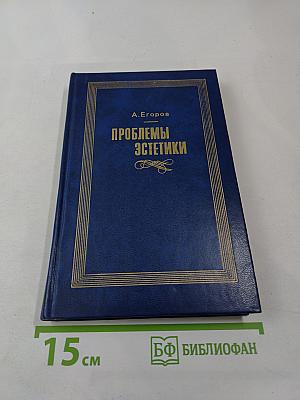 А. Егоров
ПРОБЛЕМЫ
ЭСТЕТИКИ
15 см
БФ БИБЛИОФАН